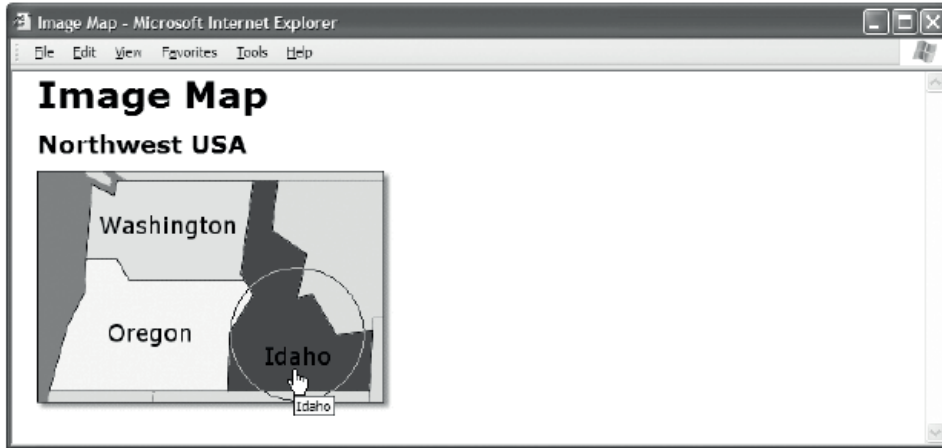 Image Map - Microsoft Internet Explorer
File Edit View Favorites Tools Help
Image Map
Northwest USA
Washington
Oregon
Idaho
Idaho